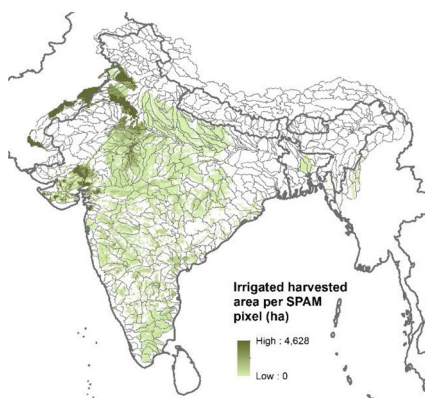 Irrigated harvested
area per SPAM
pixel (ha)
High : 4,628
Low : 0